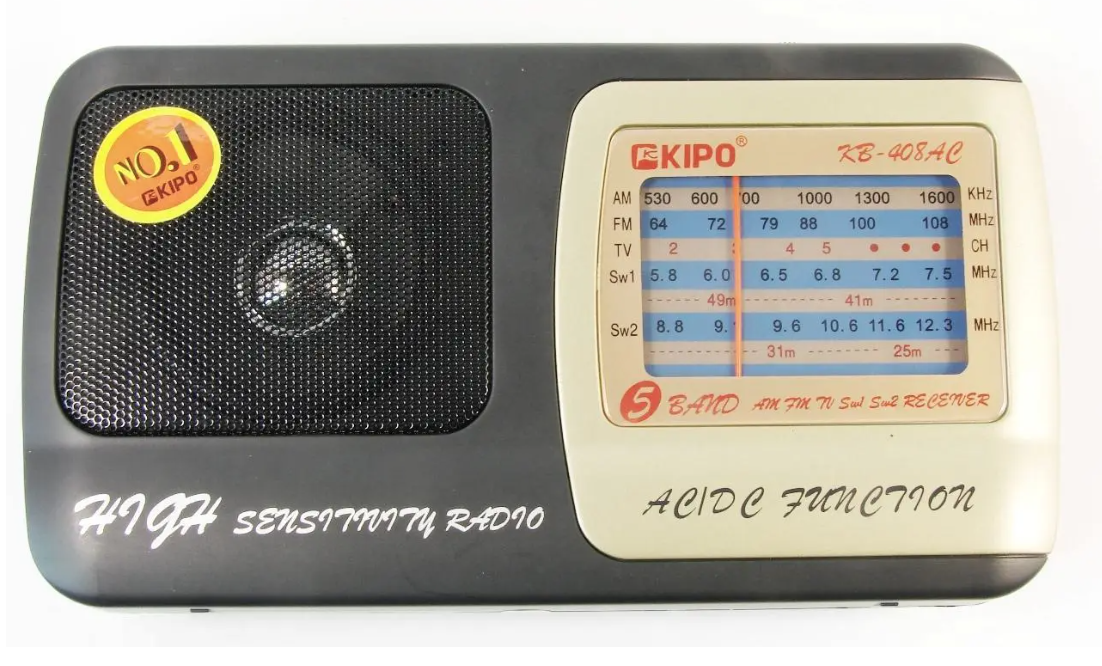 NO.1
KIPO®
KIPO® KB-408AC
AM 530 600 1000 1300 1600 KHz
FM 64 72 79 88 100 108 MHz
TV 2 4 5 CH
Sw1 5.8 6.0 6.5 6.8 7.2 7.5 MHz
49m 41m
Sw2 8.8 9.6 10.6 11.6 12.3 MHz
31m 25m
5 BAND AM FM TV Sw1 Sw2 RECEIVER
AC/DC FUNCTION
HIGH SENSITIVITY RADIO